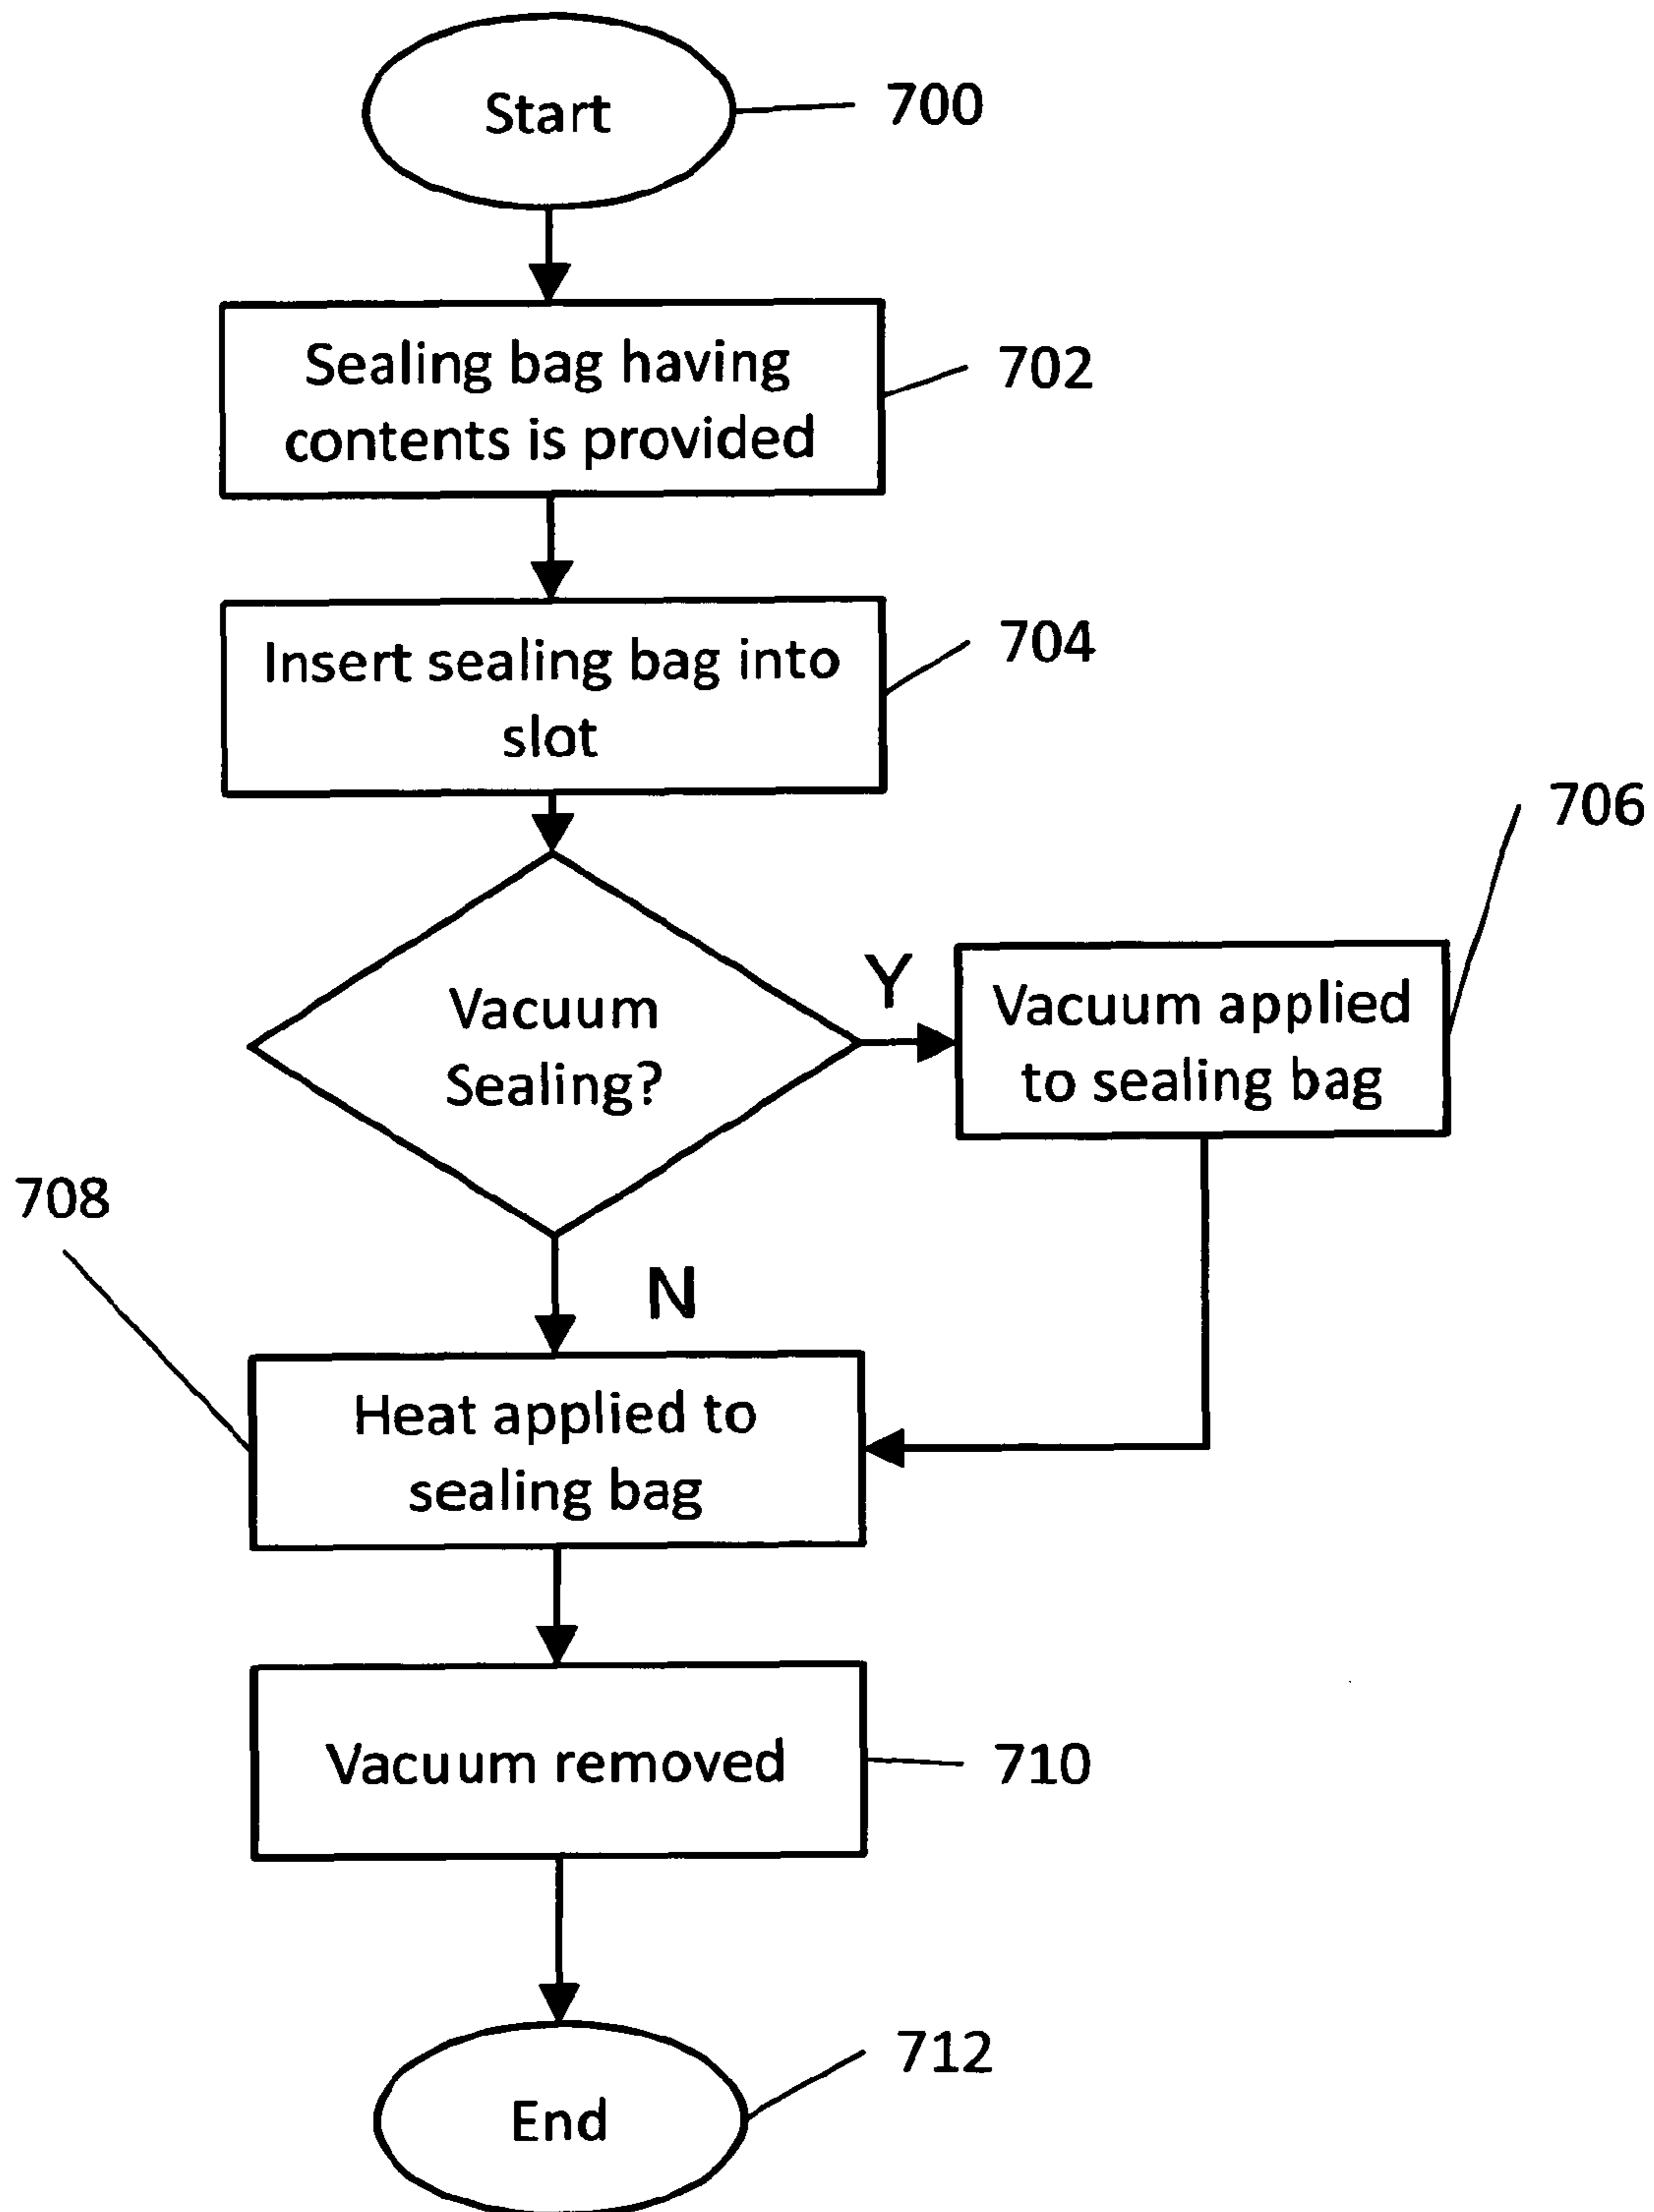 Start
700
Sealing bag having
contents is provided
702
Insert sealing bag into
slot
704
706
Vacuum
Sealing?
Y
Vacuum applied
to sealing bag
708
N
Heat applied to
sealing bag
Vacuum removed
710
712
End